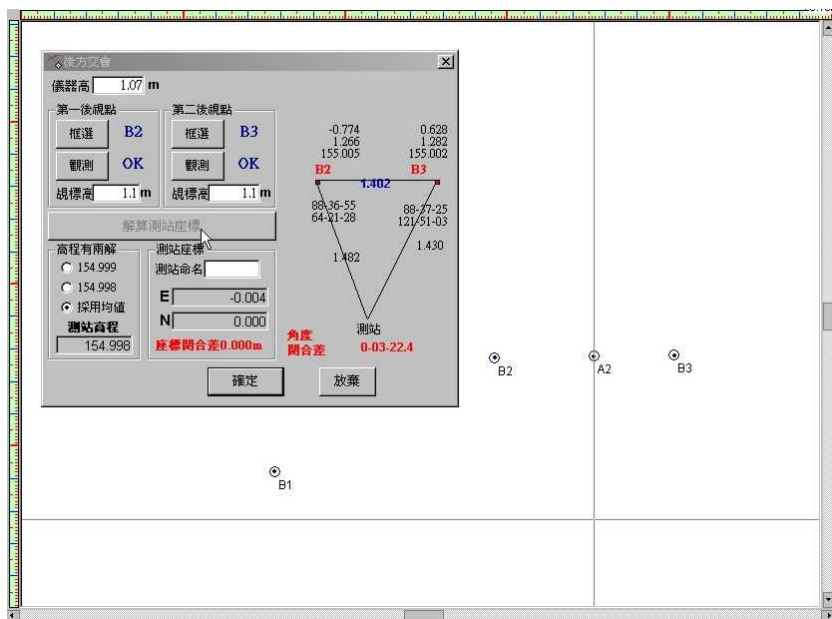 後方交會
儀器高 1.07 m
第一後視點 第二後視點
框選 B2 框選 B3
觀測 OK 觀測 OK
覘標高 1.1 m 覘標高 1.1 m
解算測站座標
高程有兩解
154.999
154.998
採用均值
測站高程
154.998
測站座標
測站命名
E -0.004
N 0.000
座標閉合差0.000m
-0.774
1.266
155.005
B2
0.628
1.282
155.002
B3
1.402
88-36-55
64-21-28
88-37-25
121-51-03
1.482
1.430
測站
角度
閉合差 0-03-22.4
確定 放棄
B2
A2
B3
B1